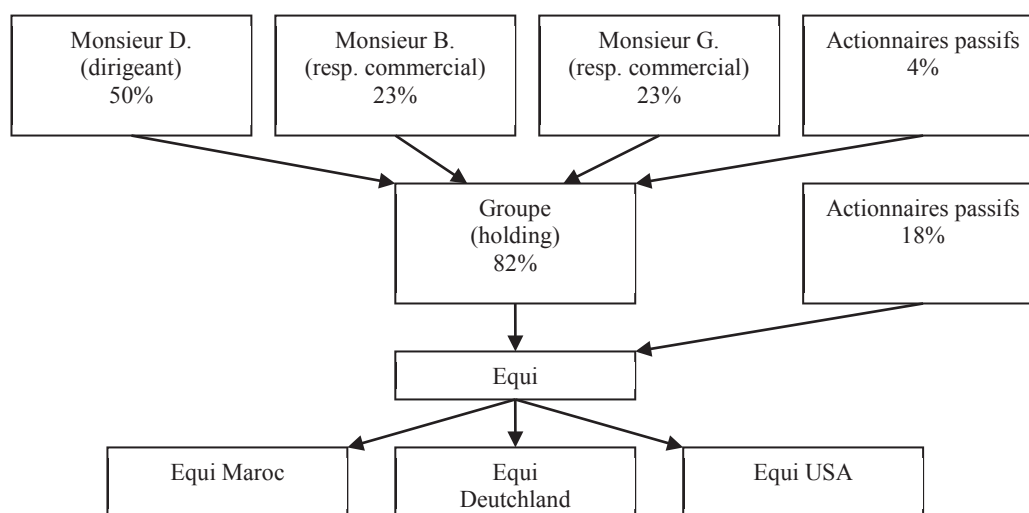 Monsieur D.
(dirigeant)
50%
Monsieur B.
(resp. commercial)
23%
Monsieur G.
(resp. commercial)
23%
Actionnaires passifs
4%
Groupe
(holding)
82%
Actionnaires passifs
18%
Equi
Equi Maroc
Equi
Deutchland
Equi USA